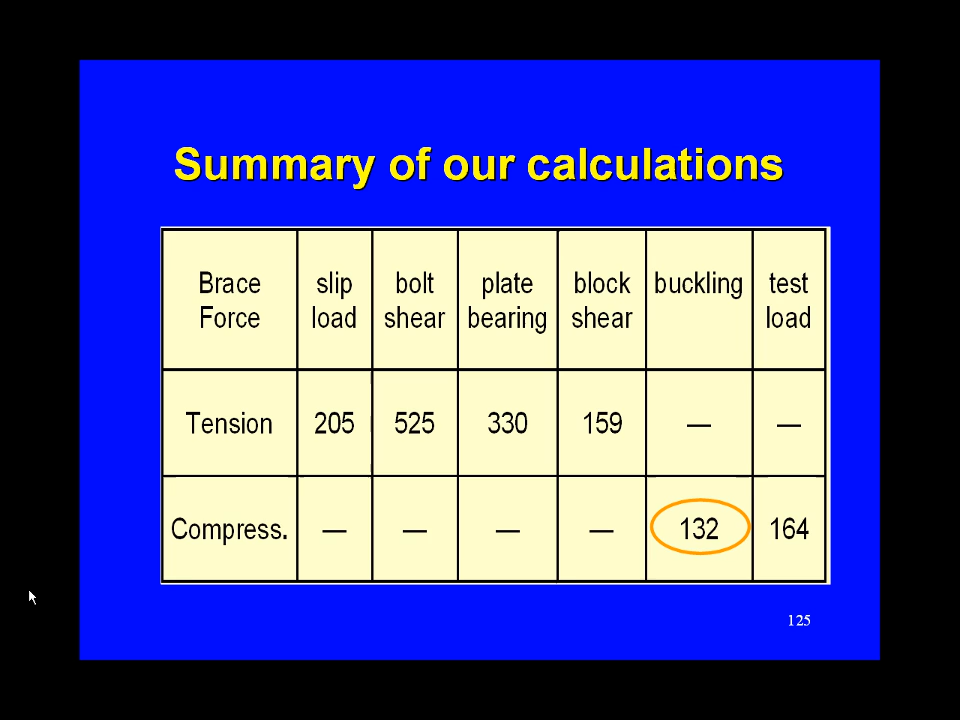 Summary of our calculations
Brace Force slip load bolt shear plate bearing block shear buckling test load
Tension 205 525 330 159 — —
Compress. — — — — 132 164
125